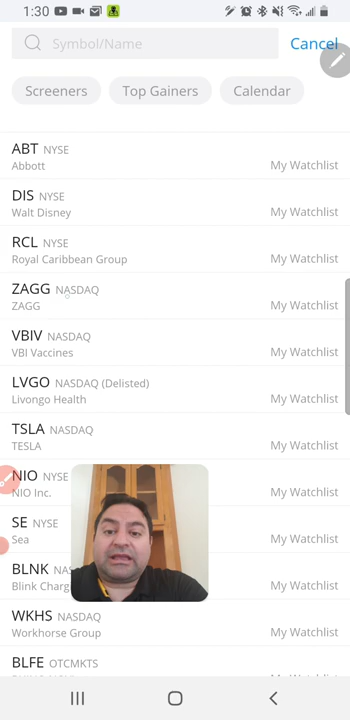 1:30
Symbol/Name
Cancel
Screeners
Top Gainers
Calendar
ABT NYSE
Abbott
My Watchlist
DIS NYSE
Walt Disney
My Watchlist
RCL NYSE
Royal Caribbean Group
My Watchlist
ZAGG NASDAQ
ZAGG
My Watchlist
VBIV NASDAQ
VBI Vaccines
My Watchlist
LVGO NASDAQ (Delisted)
Livongo Health
My Watchlist
TSLA NASDAQ
TESLA
My Watchlist
NIO NYSE
NIO Inc.
My Watchlist
SE NYSE
Sea
My Watchlist
BLNK NAS
Blink Charg
My Watchlist
WKHS NASDAQ
Workhorse Group
My Watchlist
BLFE OTCMKTS